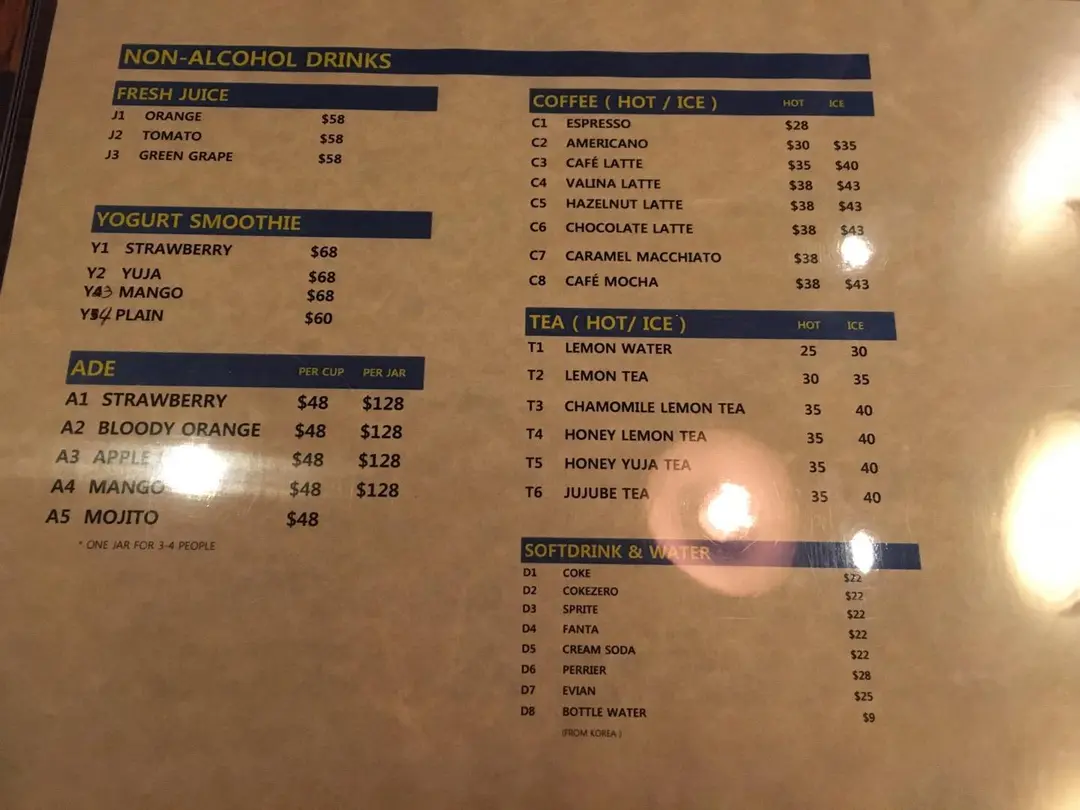 NON-ALCOHOL DRINKS
FRESH JUICE
J1 ORANGE $58
J2 TOMATO $58
J3 GREEN GRAPE $58
YOGURT SMOOTHIE
Y1 STRAWBERRY $68
Y2 YUJA $68
Y3 MANGO $68
Y4 PLAIN $60
ADE PER CUP PER JAR
A1 STRAWBERRY $48 $128
A2 BLOODY ORANGE $48 $128
A3 APPLE $48 $128
A4 MANGO $48 $128
A5 MOJITO $48
* ONE JAR FOR 3-4 PEOPLE
COFFEE ( HOT / ICE ) HOT ICE
C1 ESPRESSO $28
C2 AMERICANO $30 $35
C3 CAFÉ LATTE $35 $40
C4 VALINA LATTE $38 $43
C5 HAZELNUT LATTE $38 $43
C6 CHOCOLATE LATTE $38 $43
C7 CARAMEL MACCHIATO $38
C8 CAFÉ MOCHA $38 $43
TEA ( HOT/ ICE ) HOT ICE
T1 LEMON WATER 25 30
T2 LEMON TEA 30 35
T3 CHAMOMILE LEMON TEA 35 40
T4 HONEY LEMON TEA 35 40
T5 HONEY YUJA TEA 35 40
T6 JUJUBE TEA 35 40
SOFTDRINK & WATER
D1 COKE $22
D2 COKEZERO $22
D3 SPRITE $22
D4 FANTA $22
D5 CREAM SODA $22
D6 PERRIER $28
D7 EVIAN $25
D8 BOTTLE WATER $9
(FROM KOREA )